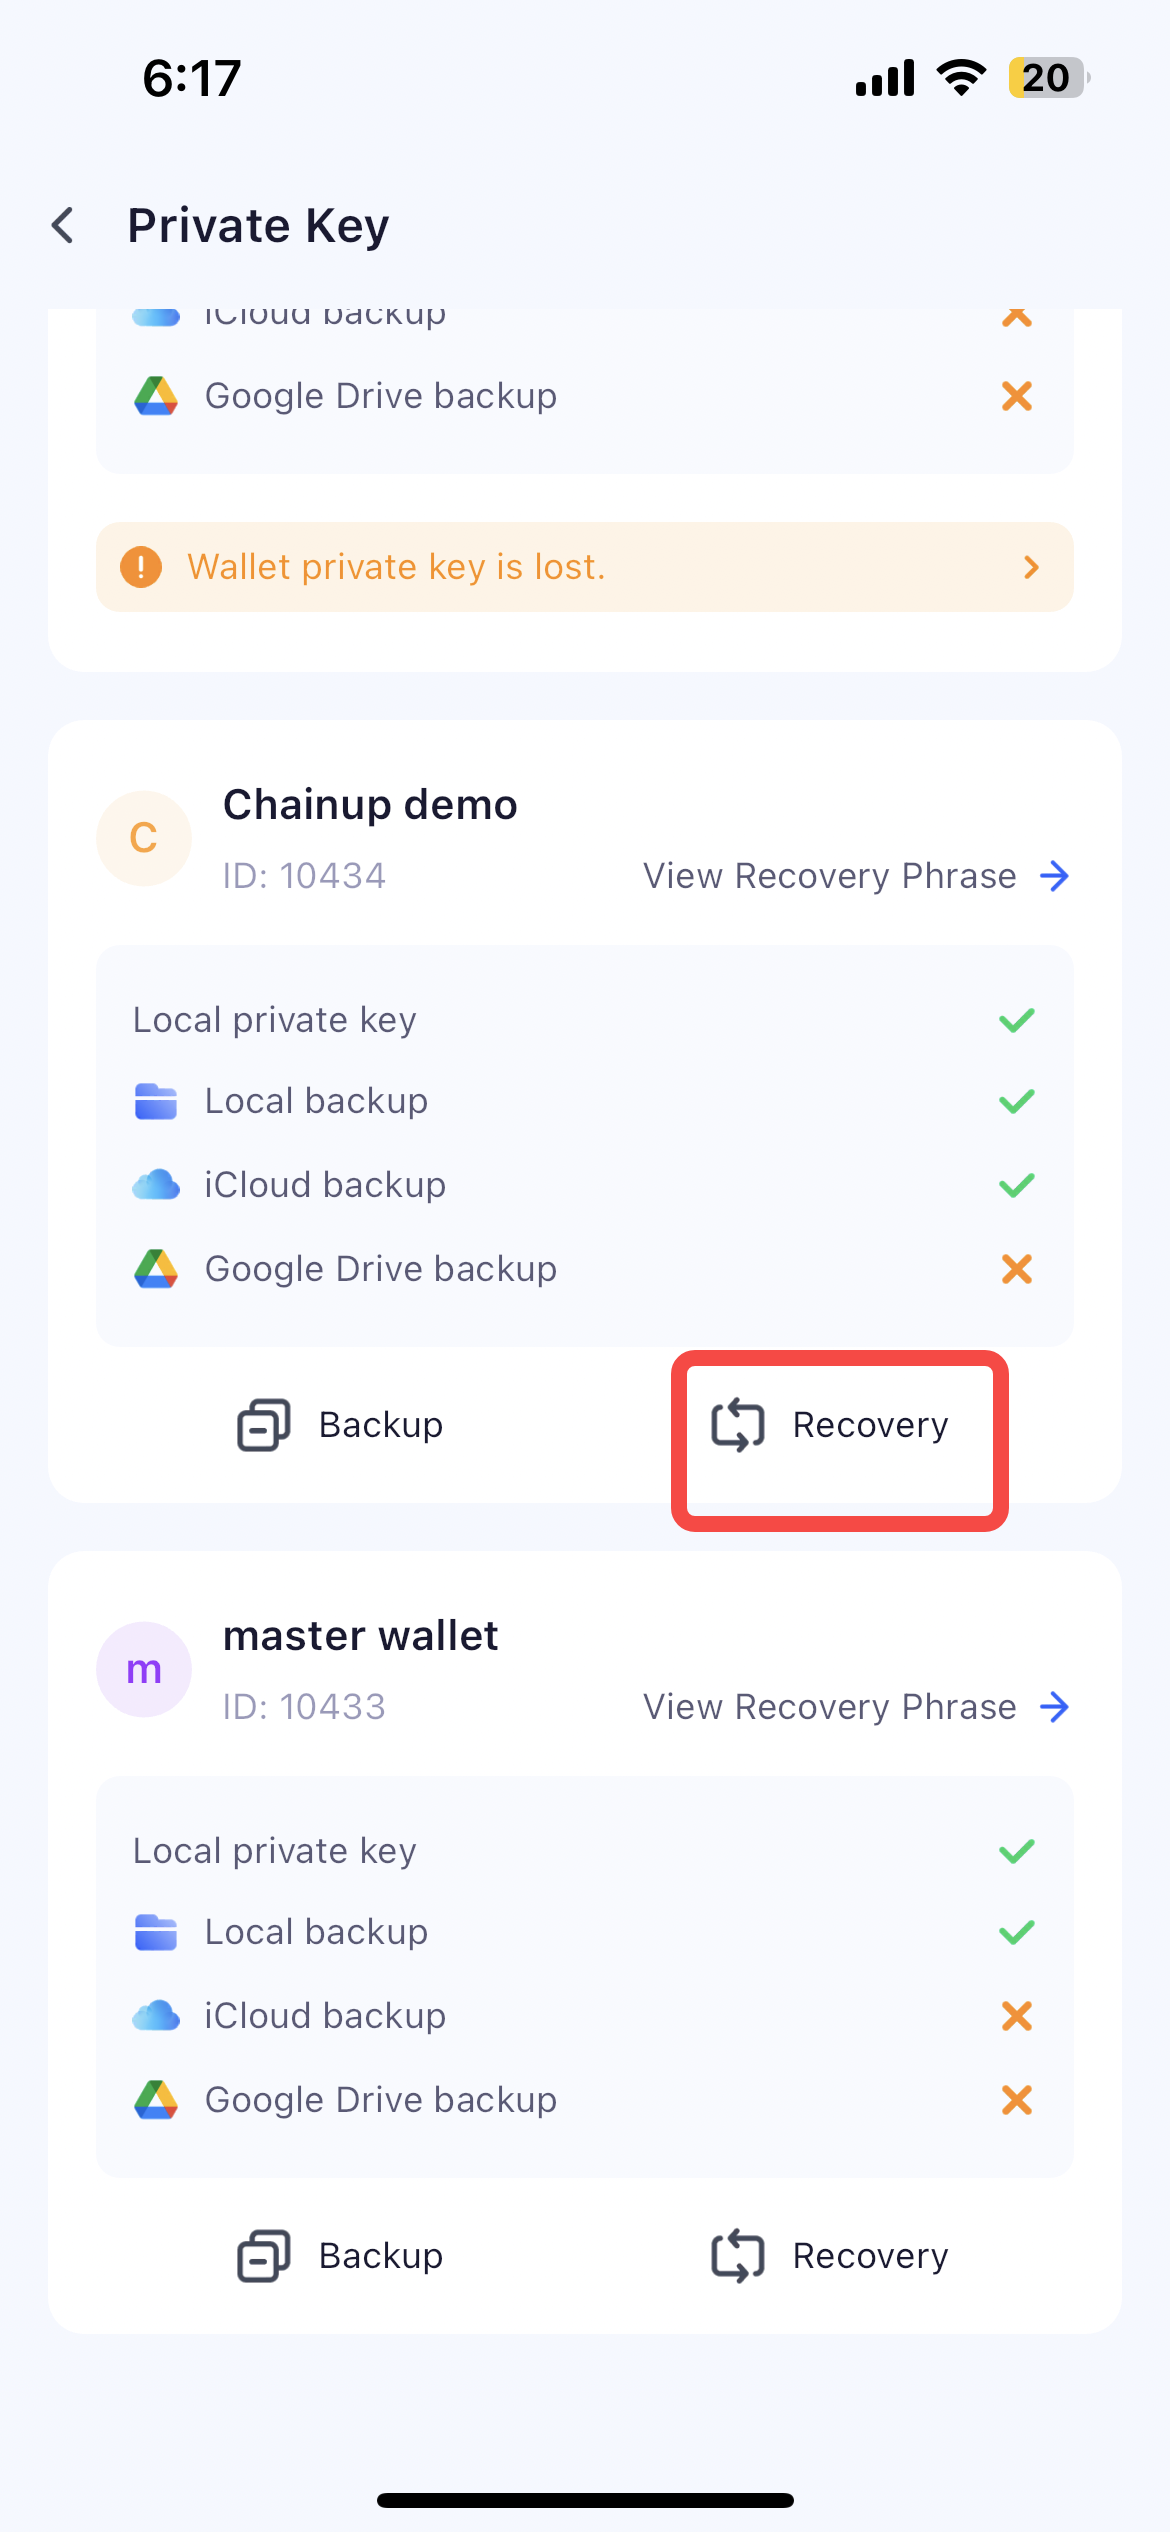 6:17
20
Private Key
iCloud backup
Google Drive backup
Wallet private key is lost.
C
Chainup demo
ID: 10434
View Recovery Phrase
Local private key
Local backup
iCloud backup
Google Drive backup
Backup
Recovery
m
master wallet
ID: 10433
View Recovery Phrase
Local private key
Local backup
iCloud backup
Google Drive backup
Backup
Recovery